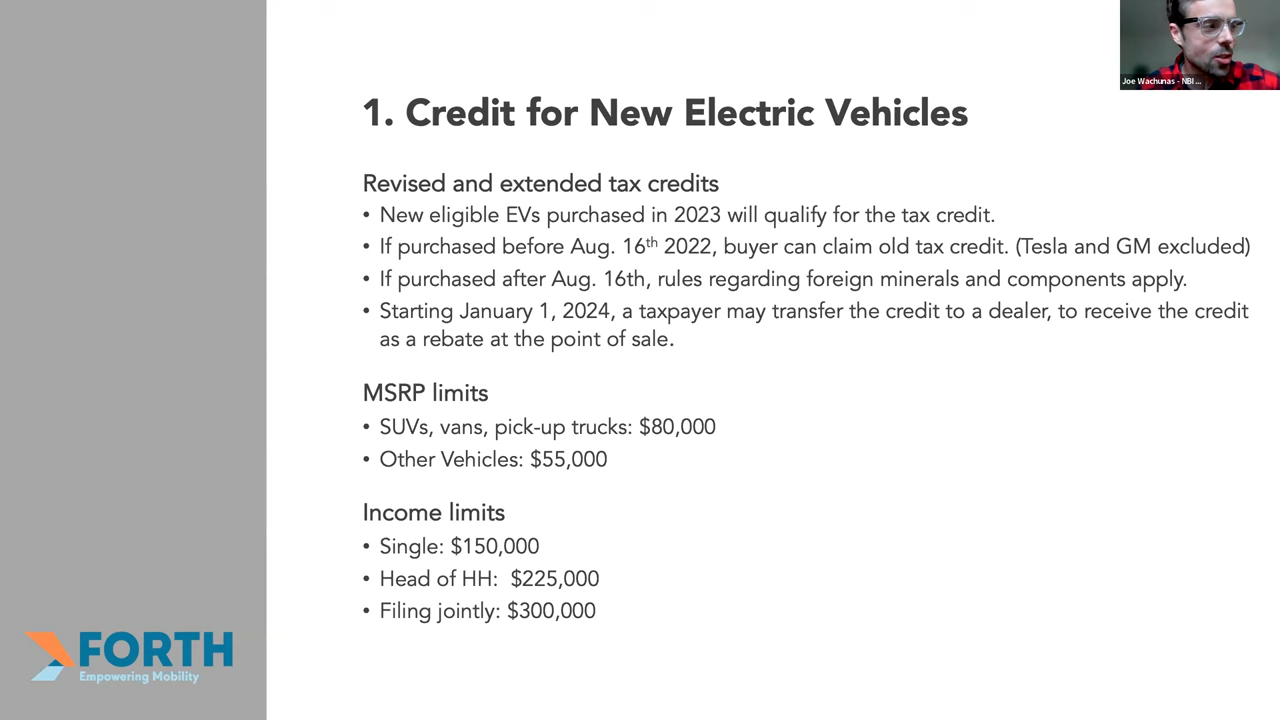 Joe Wachunas - NBI ...
1. Credit for New Electric Vehicles
Revised and extended tax credits
• New eligible EVs purchased in 2023 will qualify for the tax credit.
• If purchased before Aug. 16th 2022, buyer can claim old tax credit. (Tesla and GM excluded)
• If purchased after Aug. 16th, rules regarding foreign minerals and components apply.
• Starting January 1, 2024, a taxpayer may transfer the credit to a dealer, to receive the credit
as a rebate at the point of sale.
MSRP limits
• SUVs, vans, pick-up trucks: $80,000
• Other Vehicles: $55,000
Income limits
• Single: $150,000
• Head of HH:  $225,000
• Filing jointly: $300,000
FORTH
Empowering Mobility